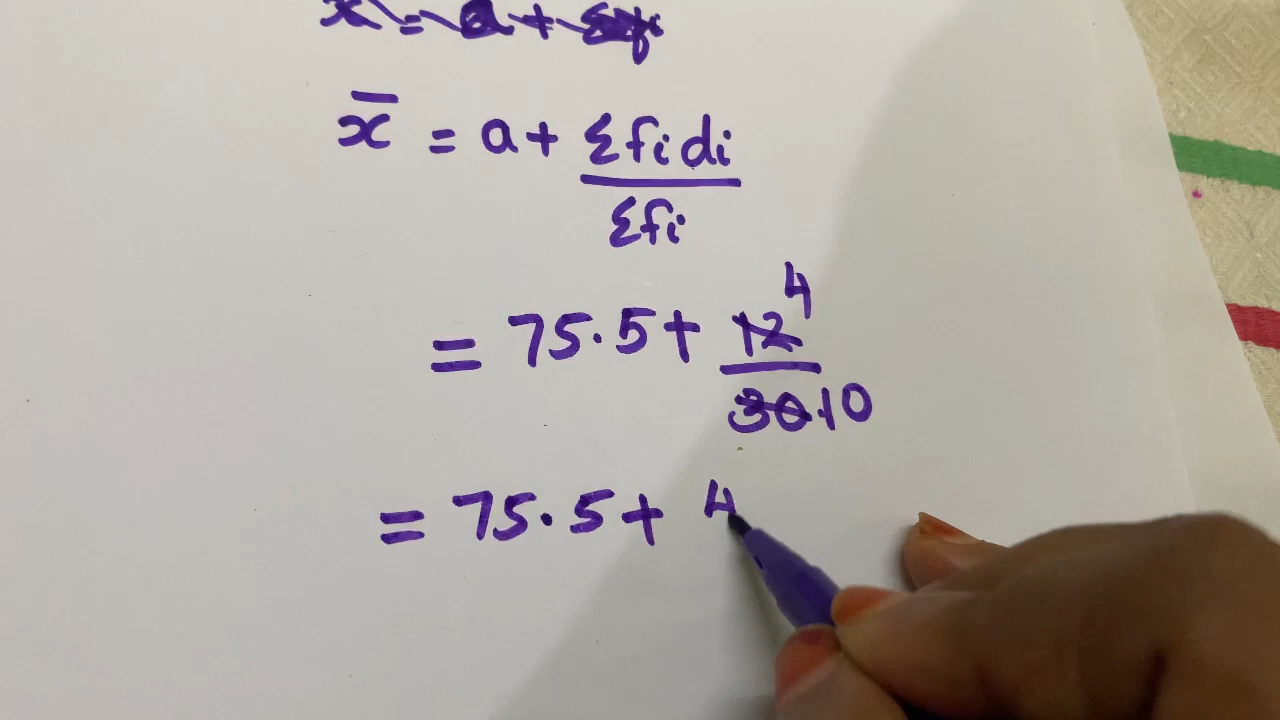 x̄ = a + Σfidi
Σfi
= 75.5 + 12 4
30 10
= 75.5 + 4